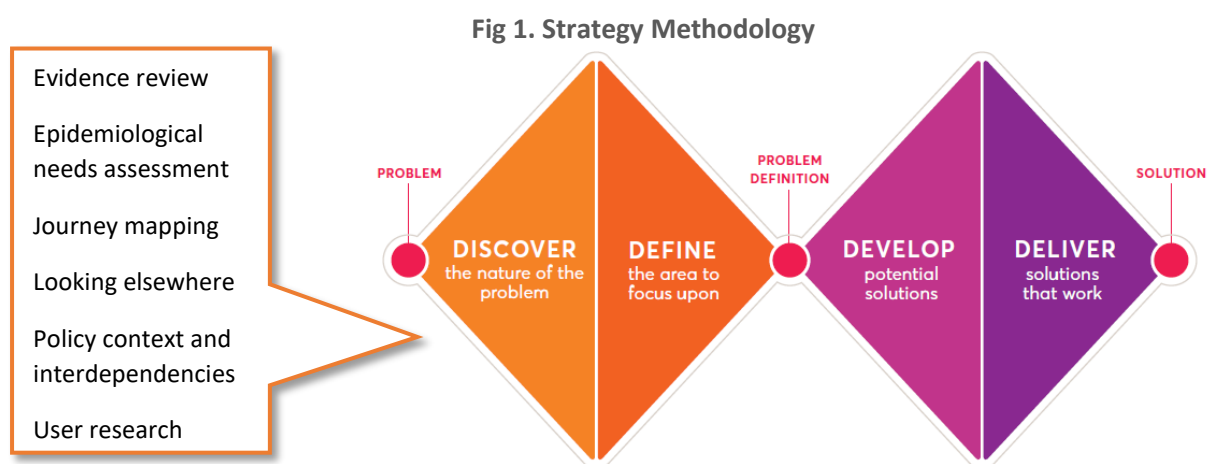 Fig 1. Strategy Methodology
Evidence review
Epidemiological
needs assessment
Journey mapping
Looking elsewhere
Policy context and
interdependencies
User research
PROBLEM
DISCOVER
the nature of the
problem
DEFINE
the area to
focus upon
PROBLEM
DEFINITION
DEVELOP
potential
solutions
DELIVER
solutions
that work
SOLUTION